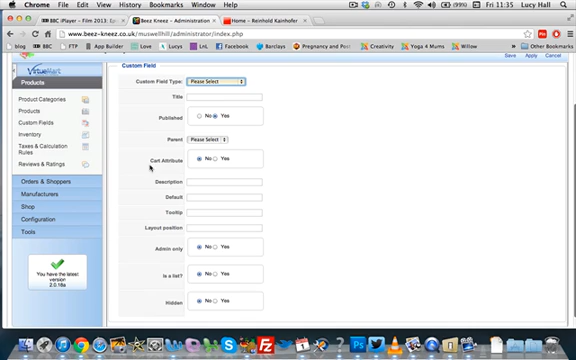 Chrome File Edit View History Bookmarks Window Help Fri 11:35 Lucy Hall
BBC iPlayer – Film 2013: Ep Beez Kneez – Administration Home – Reinhold Kainhofer
www.beez-kneez.co.uk/muswellhill/administrator/index.php
BBC App Builder Love Lucys Local Barclays Pregnancy and Post Healthy Creativity Yoga 4 Mums Voiid Other Bookmarks
Save Apply Cancel
VirtueMart
Products
Product Categories
Products
Custom Fields
Inventory
Taxes & Calculation
Rules
Reviews & Ratings
Orders & Shoppers
Manufacturers
Shop
Configuration
Tools
You have the latest
version
2.0.18a
Custom Field
Custom Field Type: Please Select
Title
Published No Yes
Parent Please Select
Cart Attribute No Yes
Description
Default
Tooltip
Layout position
Admin only No Yes
Is a list? No Yes
Hidden No Yes